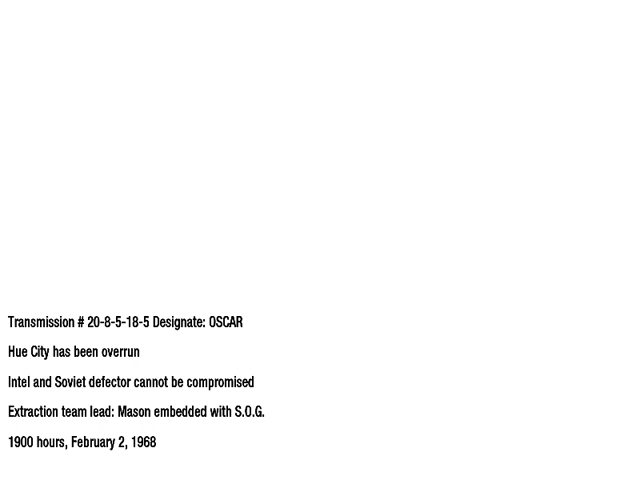 Transmission # 20-8-5-18-5 Designate: OSCAR
Hue City has been overrun
Intel and Soviet defector cannot be compromised
Extraction team lead: Mason embedded with S.O.G.
1900 hours, February 2, 1968